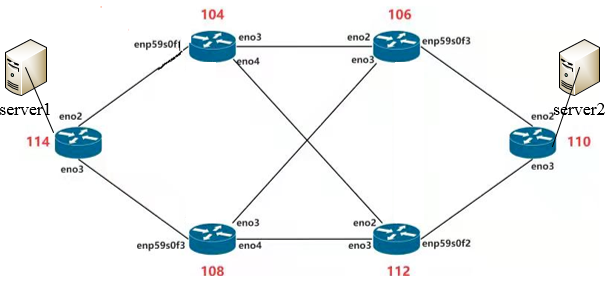 104
106
enp59s0f1
eno3
eno4
eno2
eno3
enp59s0f3
server1
server2
eno2
114
eno3
eno2
110
eno3
enp59s0f3
eno3
eno4
108
eno2
eno3
enp59s0f2
112